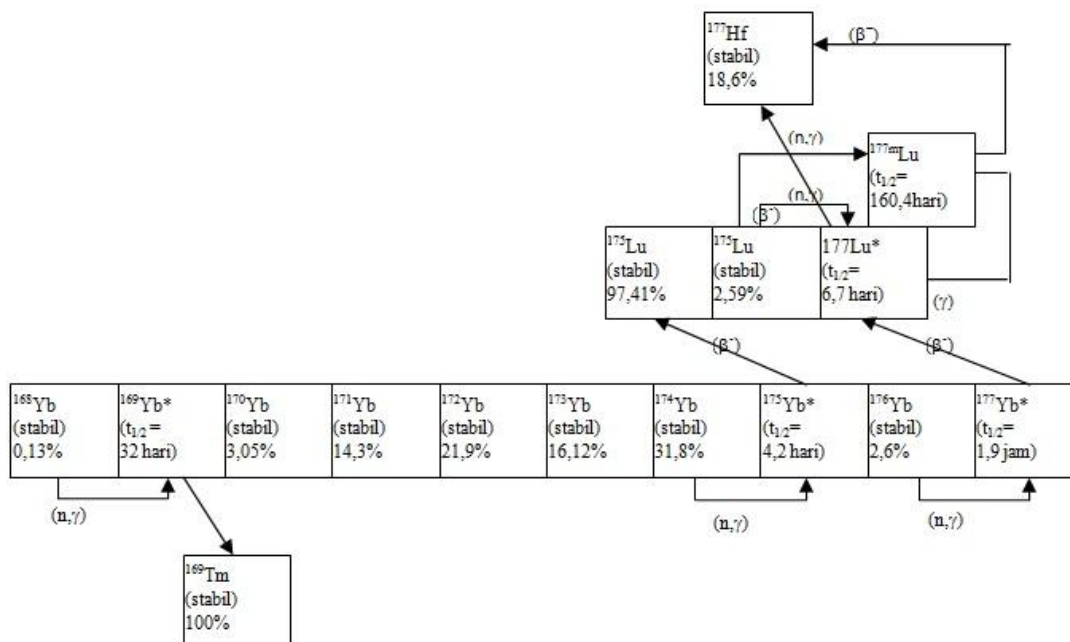 ¹⁷⁷Hf
(stabil)
18,6%
(β⁻)
(n,γ)
¹⁷⁷ᵐLu
(t₁/₂=
160,4hari)
(n,γ)
(β⁻)
¹⁷⁵Lu
(stabil)
97,41%
¹⁷⁵Lu
(stabil)
2,59%
177Lu*
(t₁/₂=
6,7 hari)
(γ)
(β⁻)
(β⁻)
¹⁶⁸Yb
(stabil)
0,13%
¹⁶⁹Yb*
(t₁/₂ =
32 hari)
¹⁷⁰Yb
(stabil)
3,05%
¹⁷¹Yb
(stabil)
14,3%
¹⁷²Yb
(stabil)
21,9%
¹⁷³Yb
(stabil)
16,12%
¹⁷⁴Yb
(stabil)
31,8%
¹⁷⁵Yb*
(t₁/₂=
4,2 hari)
¹⁷⁶Yb
(stabil)
2,6%
¹⁷⁷Yb*
(t₁/₂=
1,9 jam)
(n,γ)
(n,γ)
(n,γ)
¹⁶⁹Tm
(stabil)
100%